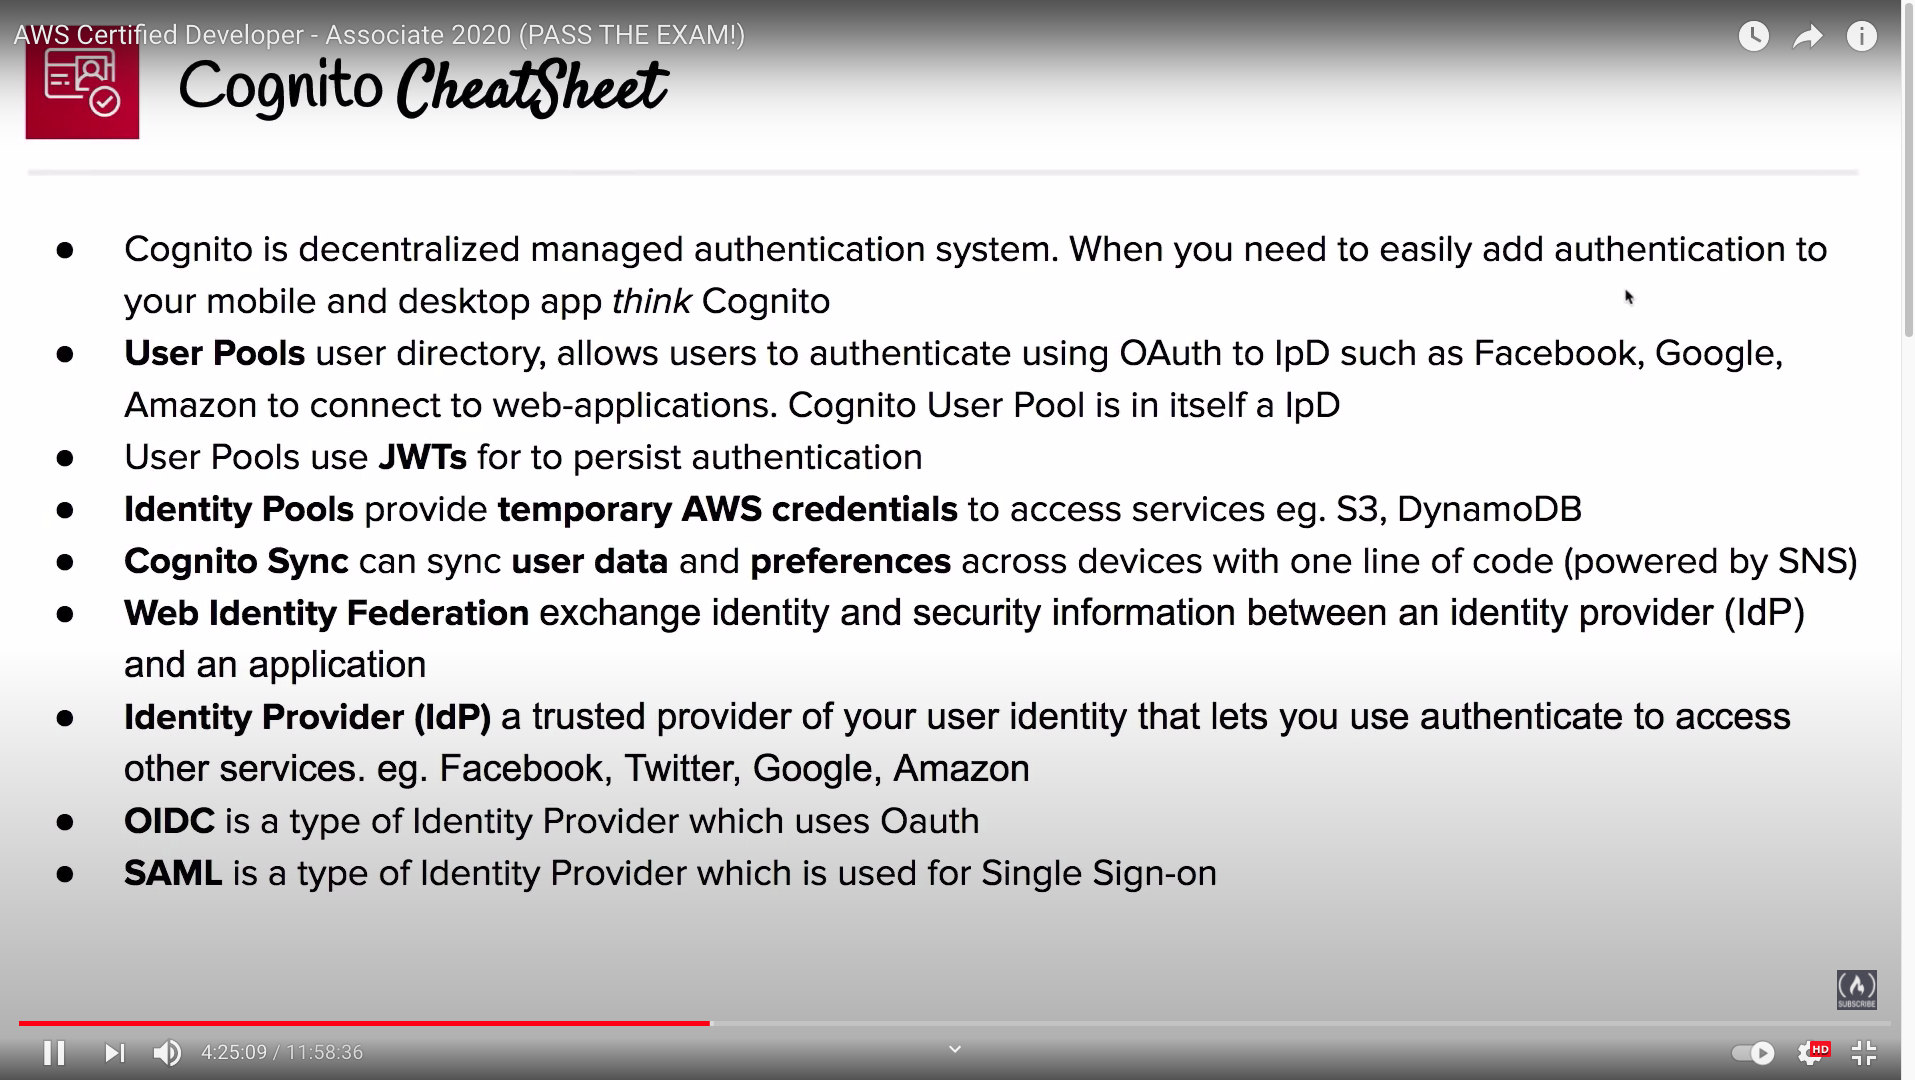 AWS Certified Developer - Associate 2020 (PASS THE EXAM!)
Cognito CheatSheet
● Cognito is decentralized managed authentication system. When you need to easily add authentication to
your mobile and desktop app think Cognito
● User Pools user directory, allows users to authenticate using OAuth to IpD such as Facebook, Google,
Amazon to connect to web-applications. Cognito User Pool is in itself a IpD
● User Pools use JWTs for to persist authentication
● Identity Pools provide temporary AWS credentials to access services eg. S3, DynamoDB
● Cognito Sync can sync user data and preferences across devices with one line of code (powered by SNS)
● Web Identity Federation exchange identity and security information between an identity provider (IdP)
and an application
● Identity Provider (IdP) a trusted provider of your user identity that lets you use authenticate to access
other services. eg. Facebook, Twitter, Google, Amazon
● OIDC is a type of Identity Provider which uses Oauth
● SAML is a type of Identity Provider which is used for Single Sign-on
SUBSCRIBE
4:25:09 / 11:58:36
HD